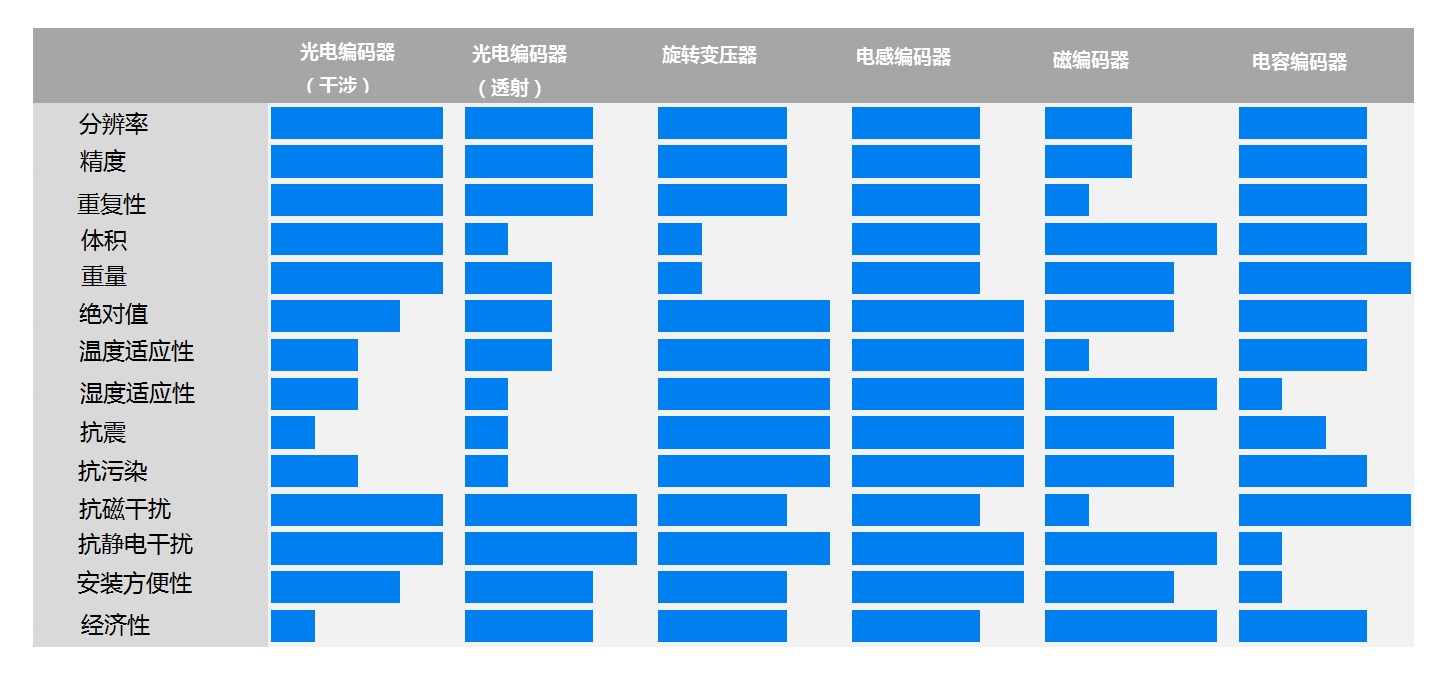 光电编码器
（干涉）
光电编码器
（透射）
旋转变压器
电感编码器
磁编码器
电容编码器
分辨率
精度
重复性
体积
重量
绝对值
温度适应性
湿度适应性
抗震
抗污染
抗磁干扰
抗静电干扰
安装方便性
经济性